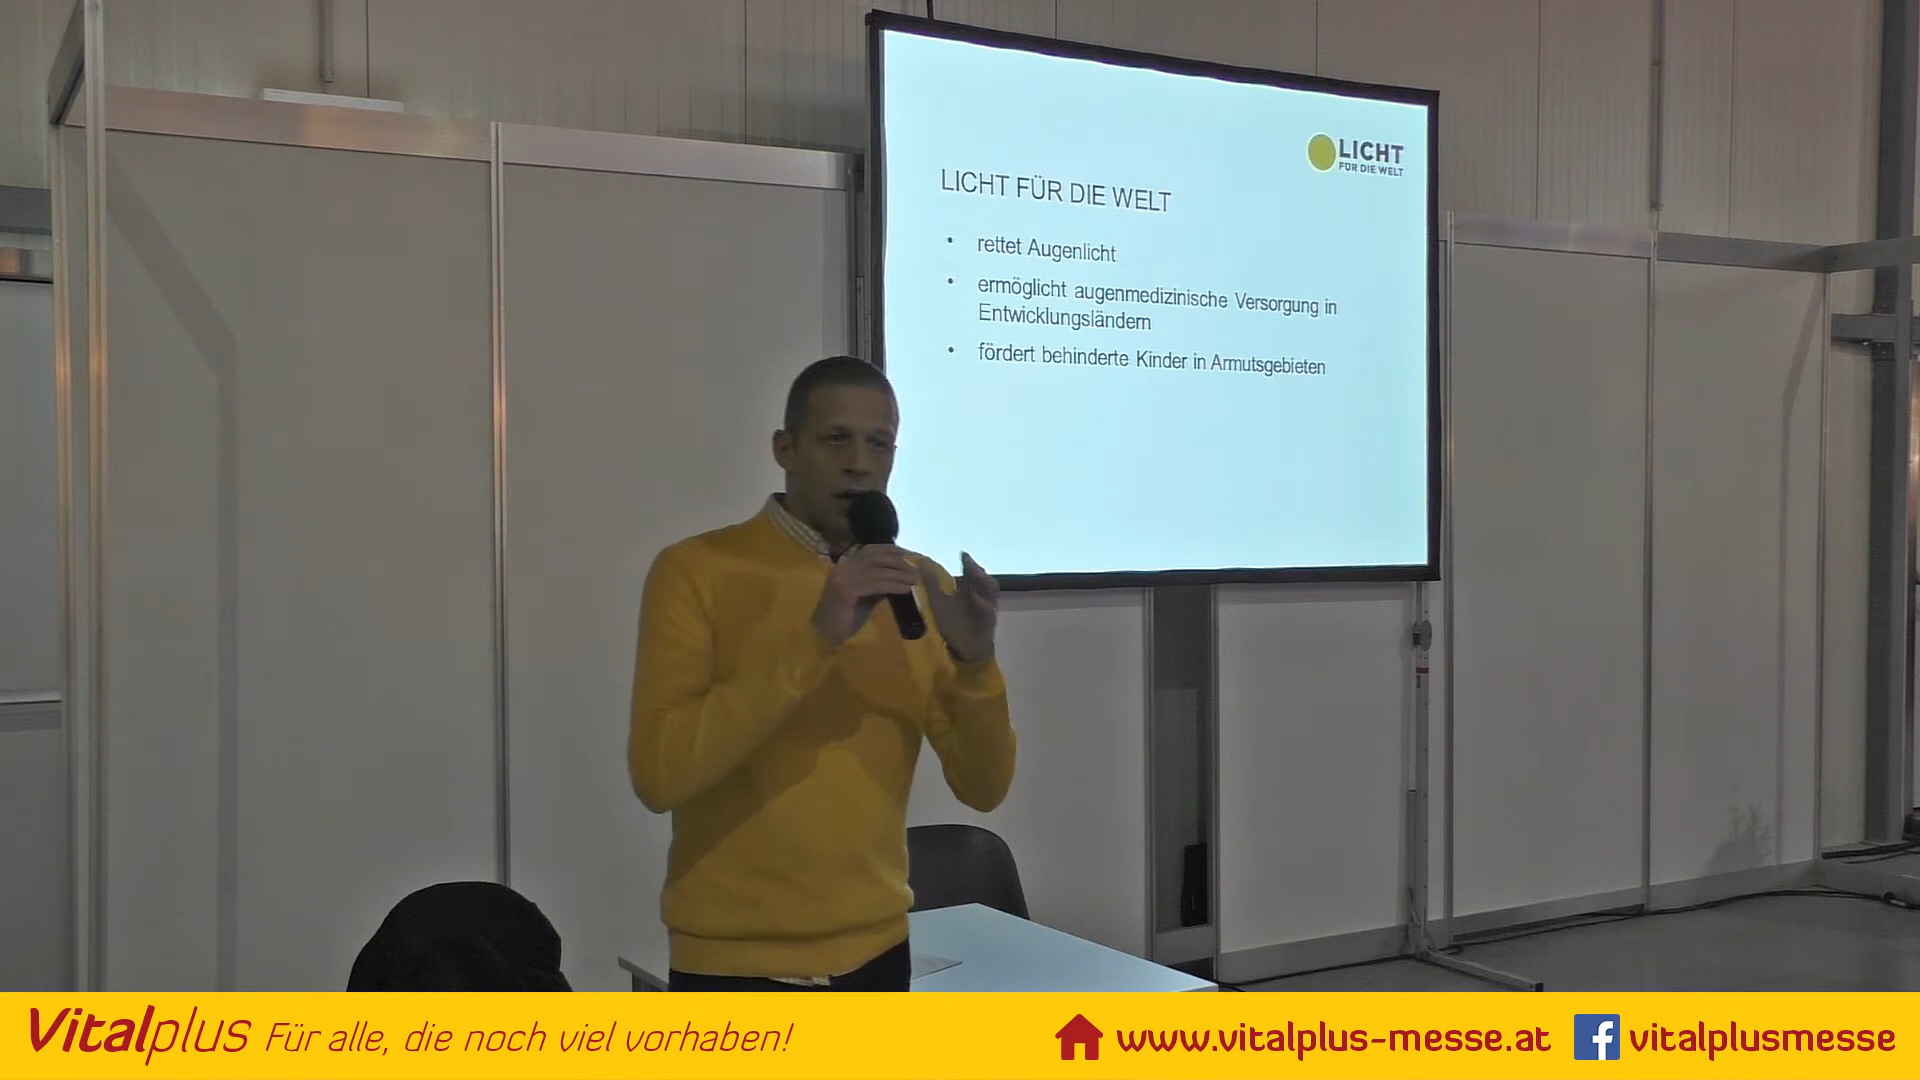 LICHT
FÜR DIE WELT
LICHT FÜR DIE WELT
• rettet Augenlicht
• ermöglicht augenmedizinische Versorgung in
Entwicklungsländern
• fördert behinderte Kinder in Armutsgebieten
Vitalplus Für alle, die noch viel vorhaben!
www.vitalplus-messe.at
f vitalplusmesse